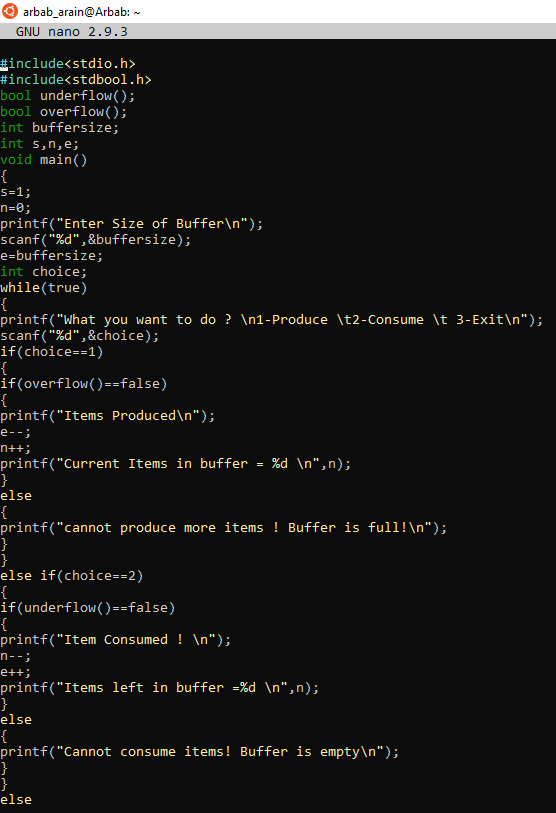 arbab_arain@Arbab: ~
GNU nano 2.9.3
#include<stdio.h>
#include<stdbool.h>
bool underflow();
bool overflow();
int buffersize;
int s,n,e;
void main()
{
s=1;
n=0;
printf("Enter Size of Buffer\n");
scanf("%d",&buffersize);
e=buffersize;
int choice;
while(true)
{
printf("What you want to do ? \n1-Produce \t2-Consume \t 3-Exit\n");
scanf("%d",&choice);
if(choice==1)
{
if(overflow()==false)
{
printf("Items Produced\n");
e--;
n++;
printf("Current Items in buffer = %d \n",n);
}
else
{
printf("cannot produce more items ! Buffer is full!\n");
}
}
else if(choice==2)
{
if(underflow()==false)
{
printf("Item Consumed ! \n");
n--;
e++;
printf("Items left in buffer =%d \n",n);
}
else
{
printf("Cannot consume items! Buffer is empty\n");
}
}
else